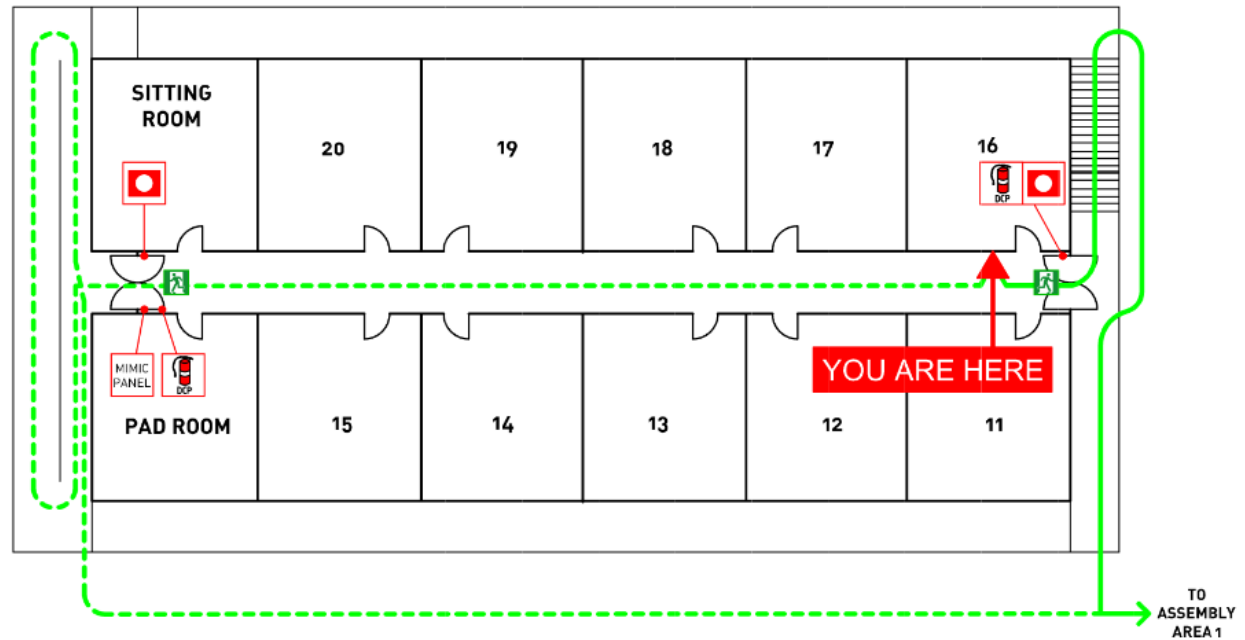 SITTING
ROOM
20
19
18
17
16
DCP
YOU ARE HERE
MIMIC
PANEL
DCP
PAD ROOM
15
14
13
12
11
TO
ASSEMBLY
AREA 1